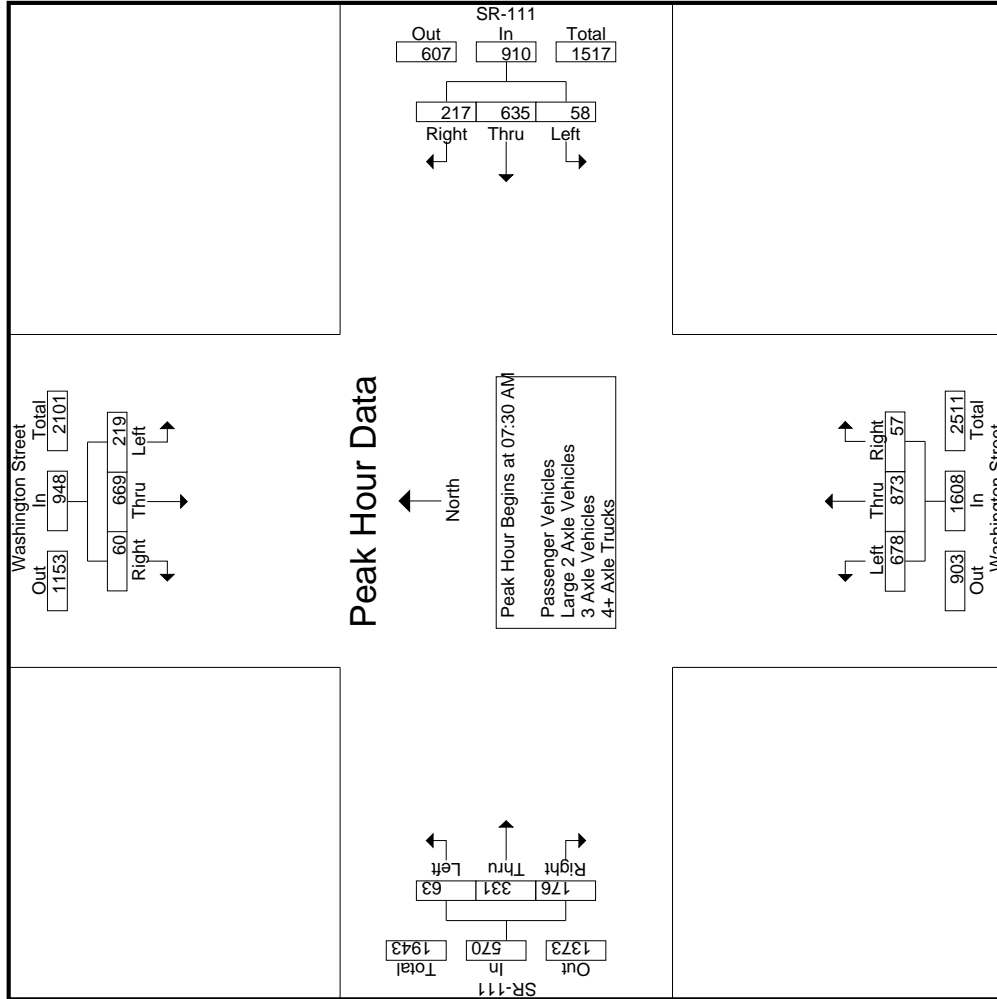 SR-111
Out In Total
607 910 1517
217 635 58
Right Thru Left
Washington Street
Out In Total
1153 948 2101
60 669 219
Right Thru Left
Peak Hour Data
North
Peak Hour Begins at 07:30 AM
Passenger Vehicles
Large 2 Axle Vehicles
3 Axle Vehicles
4+ Axle Trucks
Left Thru Right
678 873 57
903 1608 2511
Out In Total
Washington Street
Left Thru Right
63 331 176
1943 570 1373
Total In Out
SR-111